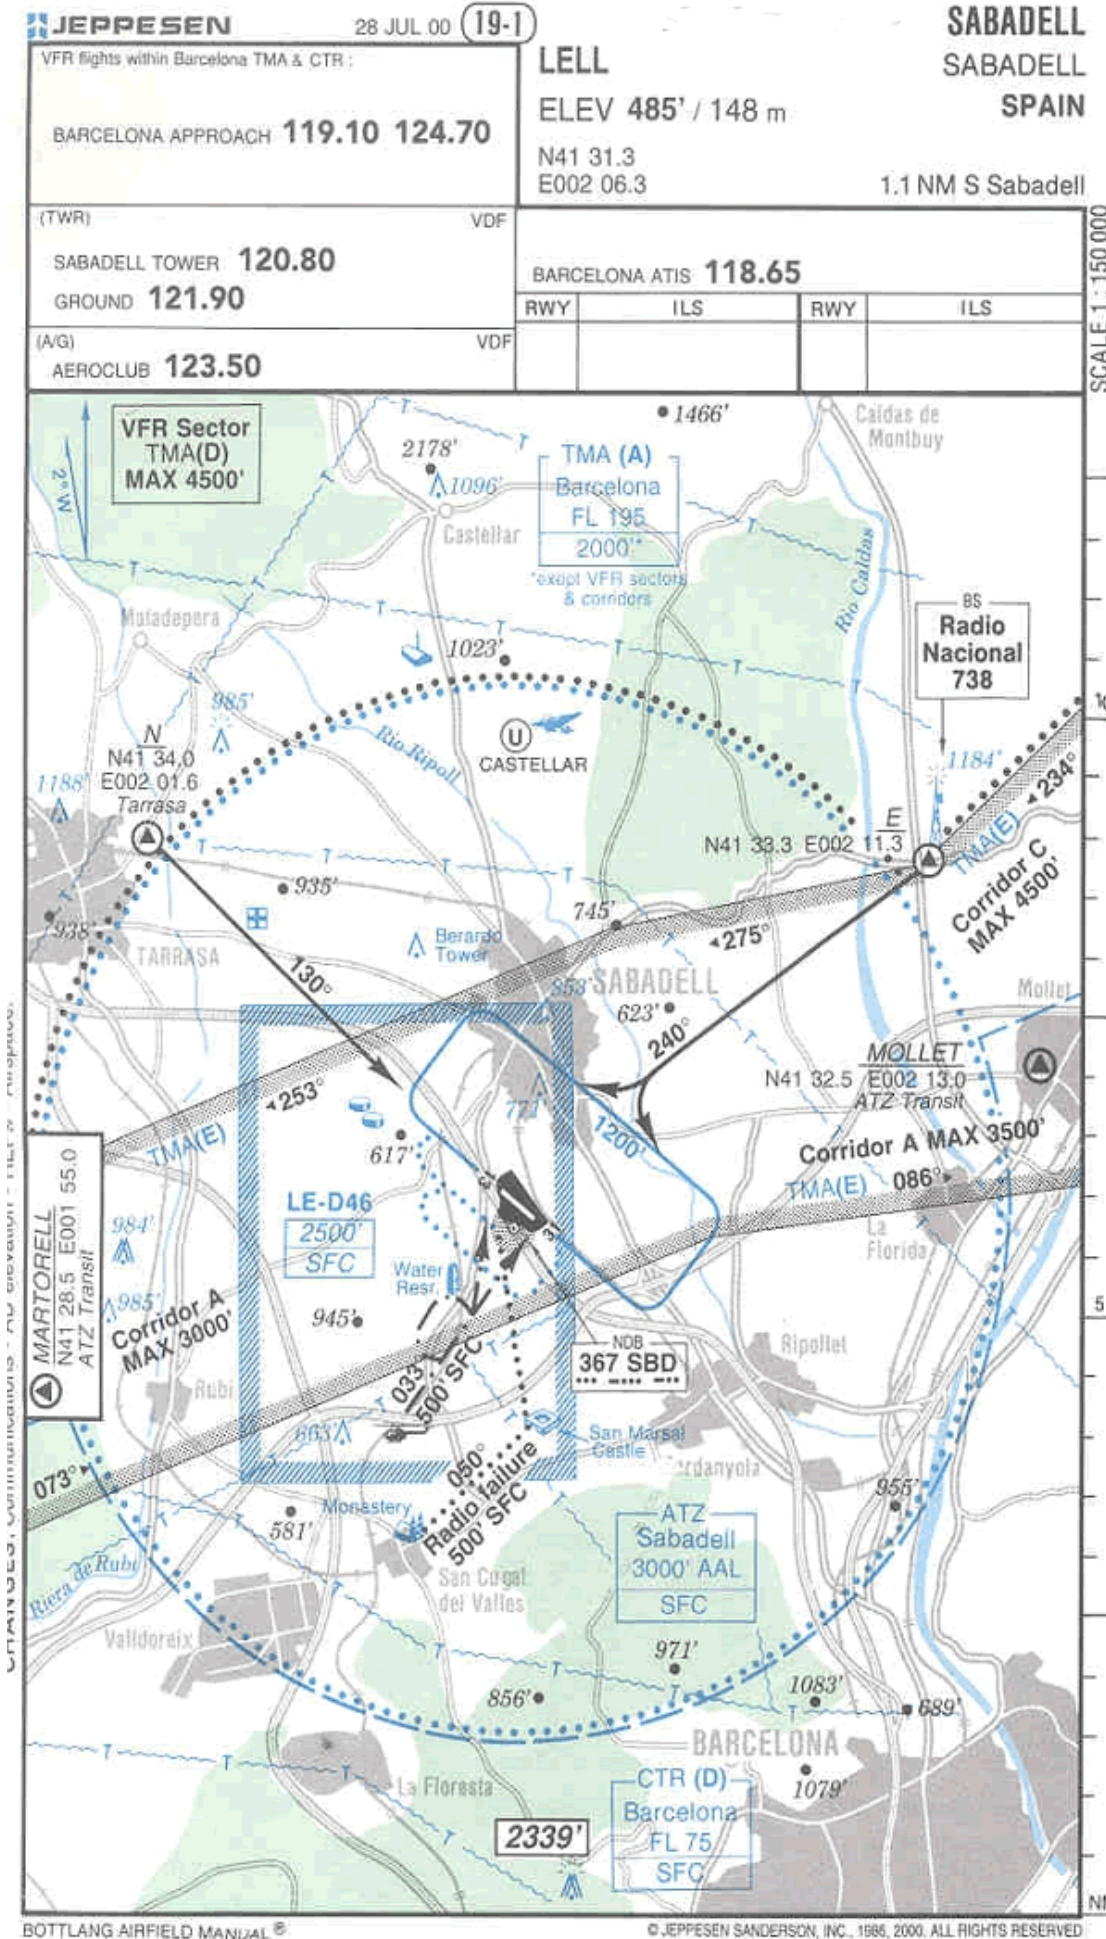 JEPPESEN
28 JUL 00
19-1
SABADELL
LELL
SABADELL
ELEV 485' / 148 m
SPAIN
N41 31.3
E002 06.3
1.1 NM S Sabadell
VFR flights within Barcelona TMA & CTR :
BARCELONA APPROACH 119.10 124.70
(TWR)
VDF
SABADELL TOWER 120.80
GROUND 121.90
BARCELONA ATIS 118.65
RWY
ILS
RWY
ILS
(A/G)
VDF
AEROCLUB 123.50
SCALE 1 : 150 000
VFR Sector
TMA(D)
MAX 4500'
2° W
2178'
1096'
Castellar
1466'
TMA (A)
Barcelona
FL 195
2000'*
*exept VFR sectors
& corridors
Caldas de
Montbuy
Rio Caldas
BS
Radio
Nacional
738
1184'
Matadepera
1023'
985'
N
N41 34.0
E002 01.6
Tarrasa
1188'
Rio Ripoll
U
CASTELLAR
E
N41 33.3 E002 11.3
234°
TMA(E)
Corridor C
MAX 4500'
935'
938'
TARRASA
745'
275°
Berardo
Tower
130°
SABADELL
853'
623'
240°
Mollet
MOLLET
N41 32.5 E002 13.0
ATZ Transit
253°
TMA(E)
771'
1200'
617'
Corridor A MAX 3500'
TMA(E) 086°
LE-D46
2500'
SFC
13
31
La
Florida
MARTORELL
N41 28.5 E001 55.0
ATZ Transit
984'
985'
Corridor A
MAX 3000'
Water
Resr.
945'
NDB
367 SBD
Ripollet
5
Rubi
033°
500' SFC
663'
San Marsal
Castle
073°
050°
Radio failure
500' SFC
Monastery
581'
rdanyola
955'
Riera de Rubi
San Cugat
del Valles
ATZ
Sabadell
3000' AAL
SFC
Valldoreix
971'
856'
1083'
689'
BARCELONA
1079'
La Floresta
2339'
CTR (D)
Barcelona
FL 75
SFC
BOTTLANG AIRFIELD MANUAL ®
© JEPPESEN SANDERSON, INC., 1986, 2000. ALL RIGHTS RESERVED